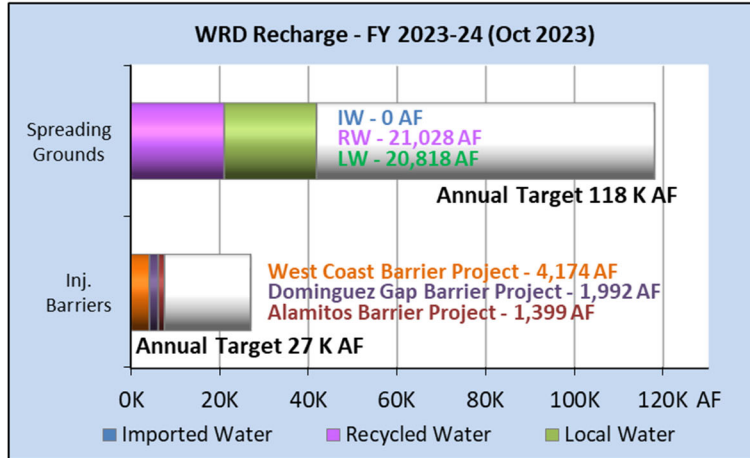 WRD Recharge - FY 2023-24 (Oct 2023)
Spreading
Grounds
IW - 0 AF
RW - 21,028 AF
LW - 20,818 AF
Annual Target 118 K AF
Inj.
Barriers
West Coast Barrier Project - 4,174 AF
Dominguez Gap Barrier Project - 1,992 AF
Alamitos Barrier Project - 1,399 AF
Annual Target 27 K AF
0K 20K 40K 60K 80K 100K 120K AF
Imported Water Recycled Water Local Water